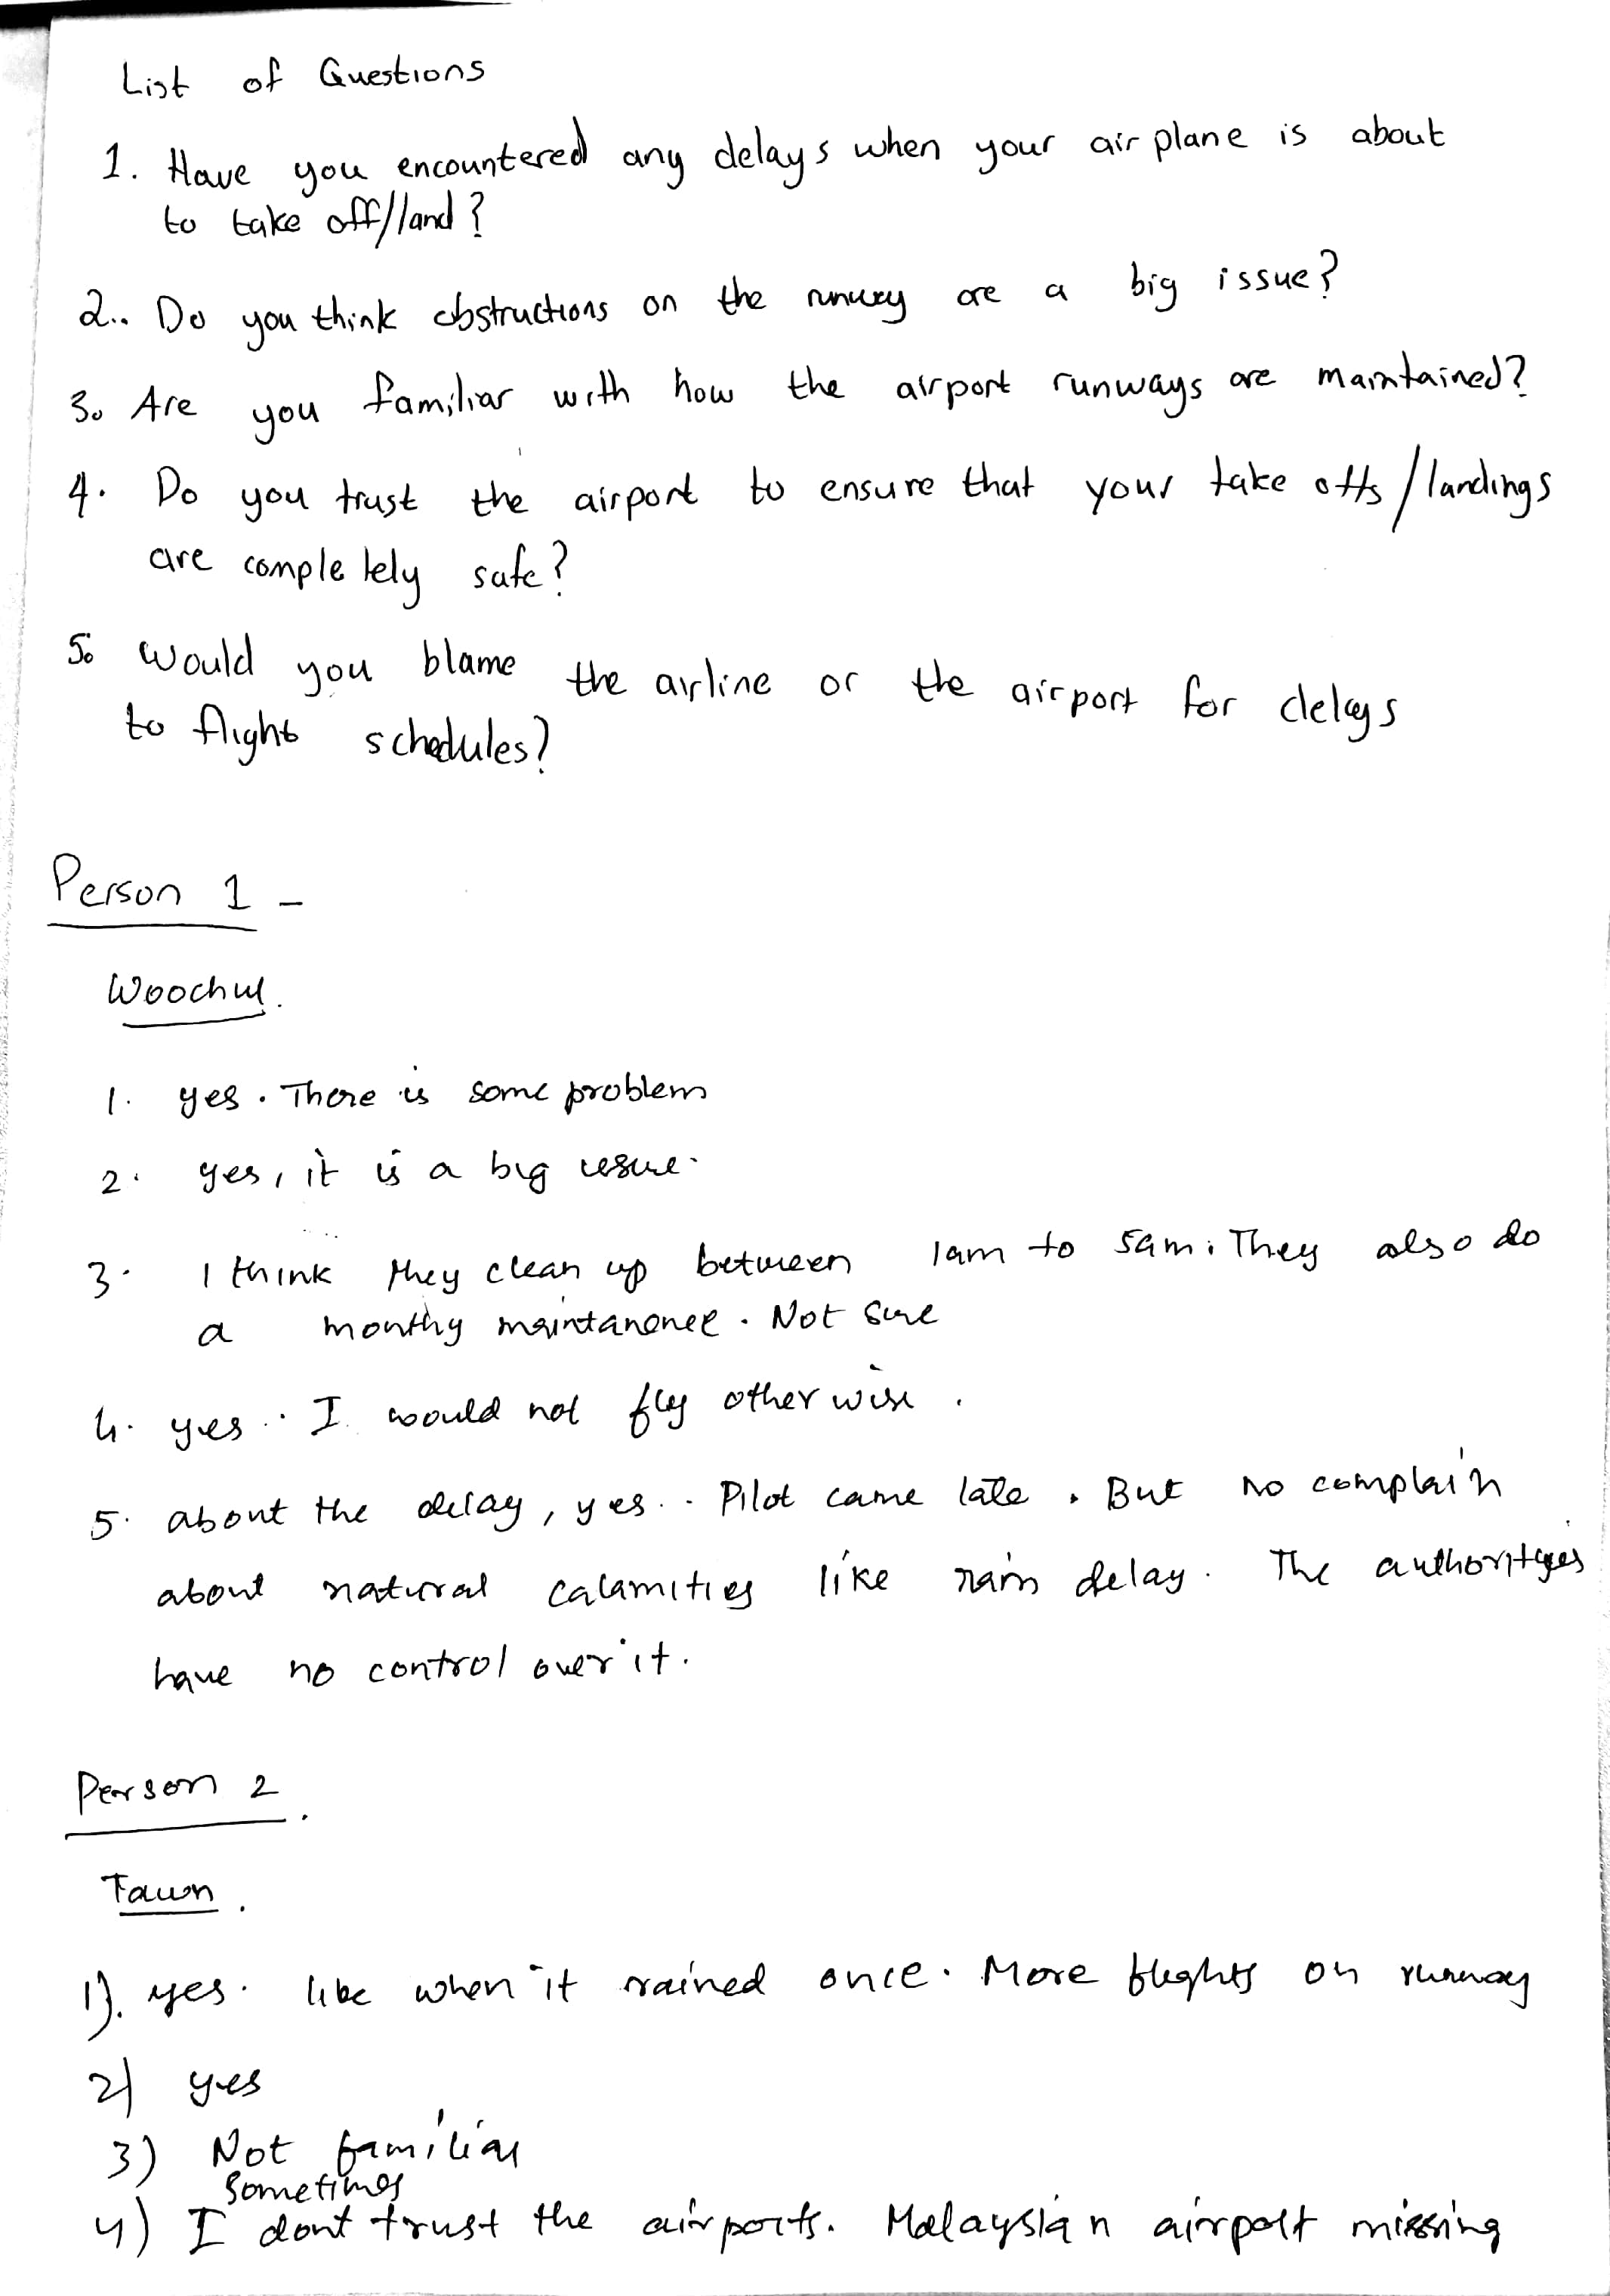 List of Questions
1. Have you encountered any delays when your airplane is about
to take off/land?
2.. Do you think obstructions on the runway are a big issue?
3. Are you familiar with how the airport runways are maintained?
4. Do you trust the airport to ensure that your take offs/landings
are completely safe?
5. Would you blame the airline or the airport for delays
to flight schedules?
Person 1 -
Woochul.
1. yes. There is some problem
2. yes, it is a big issue.
3. I think they clean up between 1am to 5am. They also do
a monthy maintanence. Not sure
4. yes. I would not fly otherwise.
5. about the delay, yes. Pilot came late. But no complain
about natural calamities like rain delay. The authorities
have no control over it.
Person 2.
Tawn.
1). yes. like when it rained once. More flights on runway
2) yes
3) Not familiar
Sometimes
4) I dont trust the airports. Malaysian airport missing